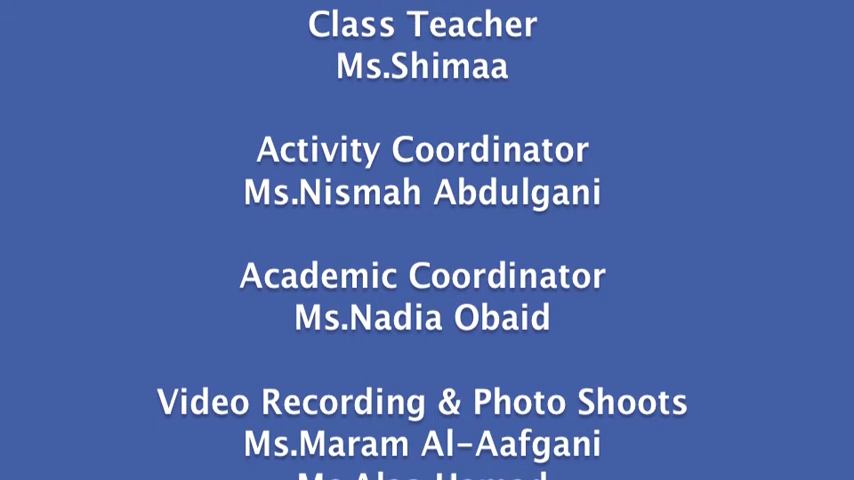 Class Teacher
Ms.Shimaa
Activity Coordinator
Ms.Nismah Abdulgani
Academic Coordinator
Ms.Nadia Obaid
Video Recording & Photo Shoots
Ms.Maram Al-Aafgani